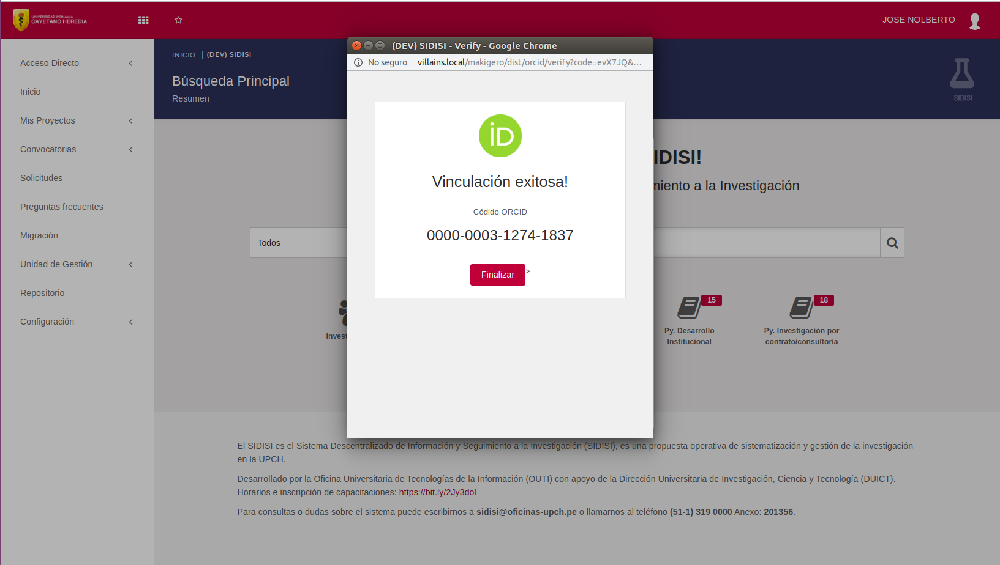 UNIVERSIDAD PERUANA
CAYETANO HEREDIA
JOSE NOLBERTO
Acceso Directo
Inicio
Mis Proyectos
Convocatorias
Solicitudes
Preguntas frecuentes
Migración
Unidad de Gestión
Repositorio
Configuración
INICIO | (DEV) SIDISI
Búsqueda Principal
Resumen
SIDISI
(DEV) SIDISI - Verify - Google Chrome
No seguro | villains.local/makigero/dist/orcid/verify?code=evX7JQ&...
iD
Vinculación exitosa!
Códido ORCID
0000-0003-1274-1837
Finalizar >
IDISI!
miento a la Investigación
Todos
Invest
15
Py. Desarrollo
Institucional
18
Py. Investigación por
contrato/consultoría
El SIDISI es el Sistema Descentralizado de Información y Seguimiento a la Investigación (SIDISI), es una propuesta operativa de sistematización y gestión de la investigación
en la UPCH.
Desarrollado por la Oficina Universitaria de Tecnologías de la Información (OUTI) con apoyo de la Dirección Universitaria de Investigación, Ciencia y Tecnología (DUICT).
Horarios e inscripción de capacitaciones: https://bit.ly/2Jy3dol
Para consultas o dudas sobre el sistema puede escribirnos a sidisi@oficinas-upch.pe o llamarnos al teléfono (51-1) 319 0000 Anexo: 201356.